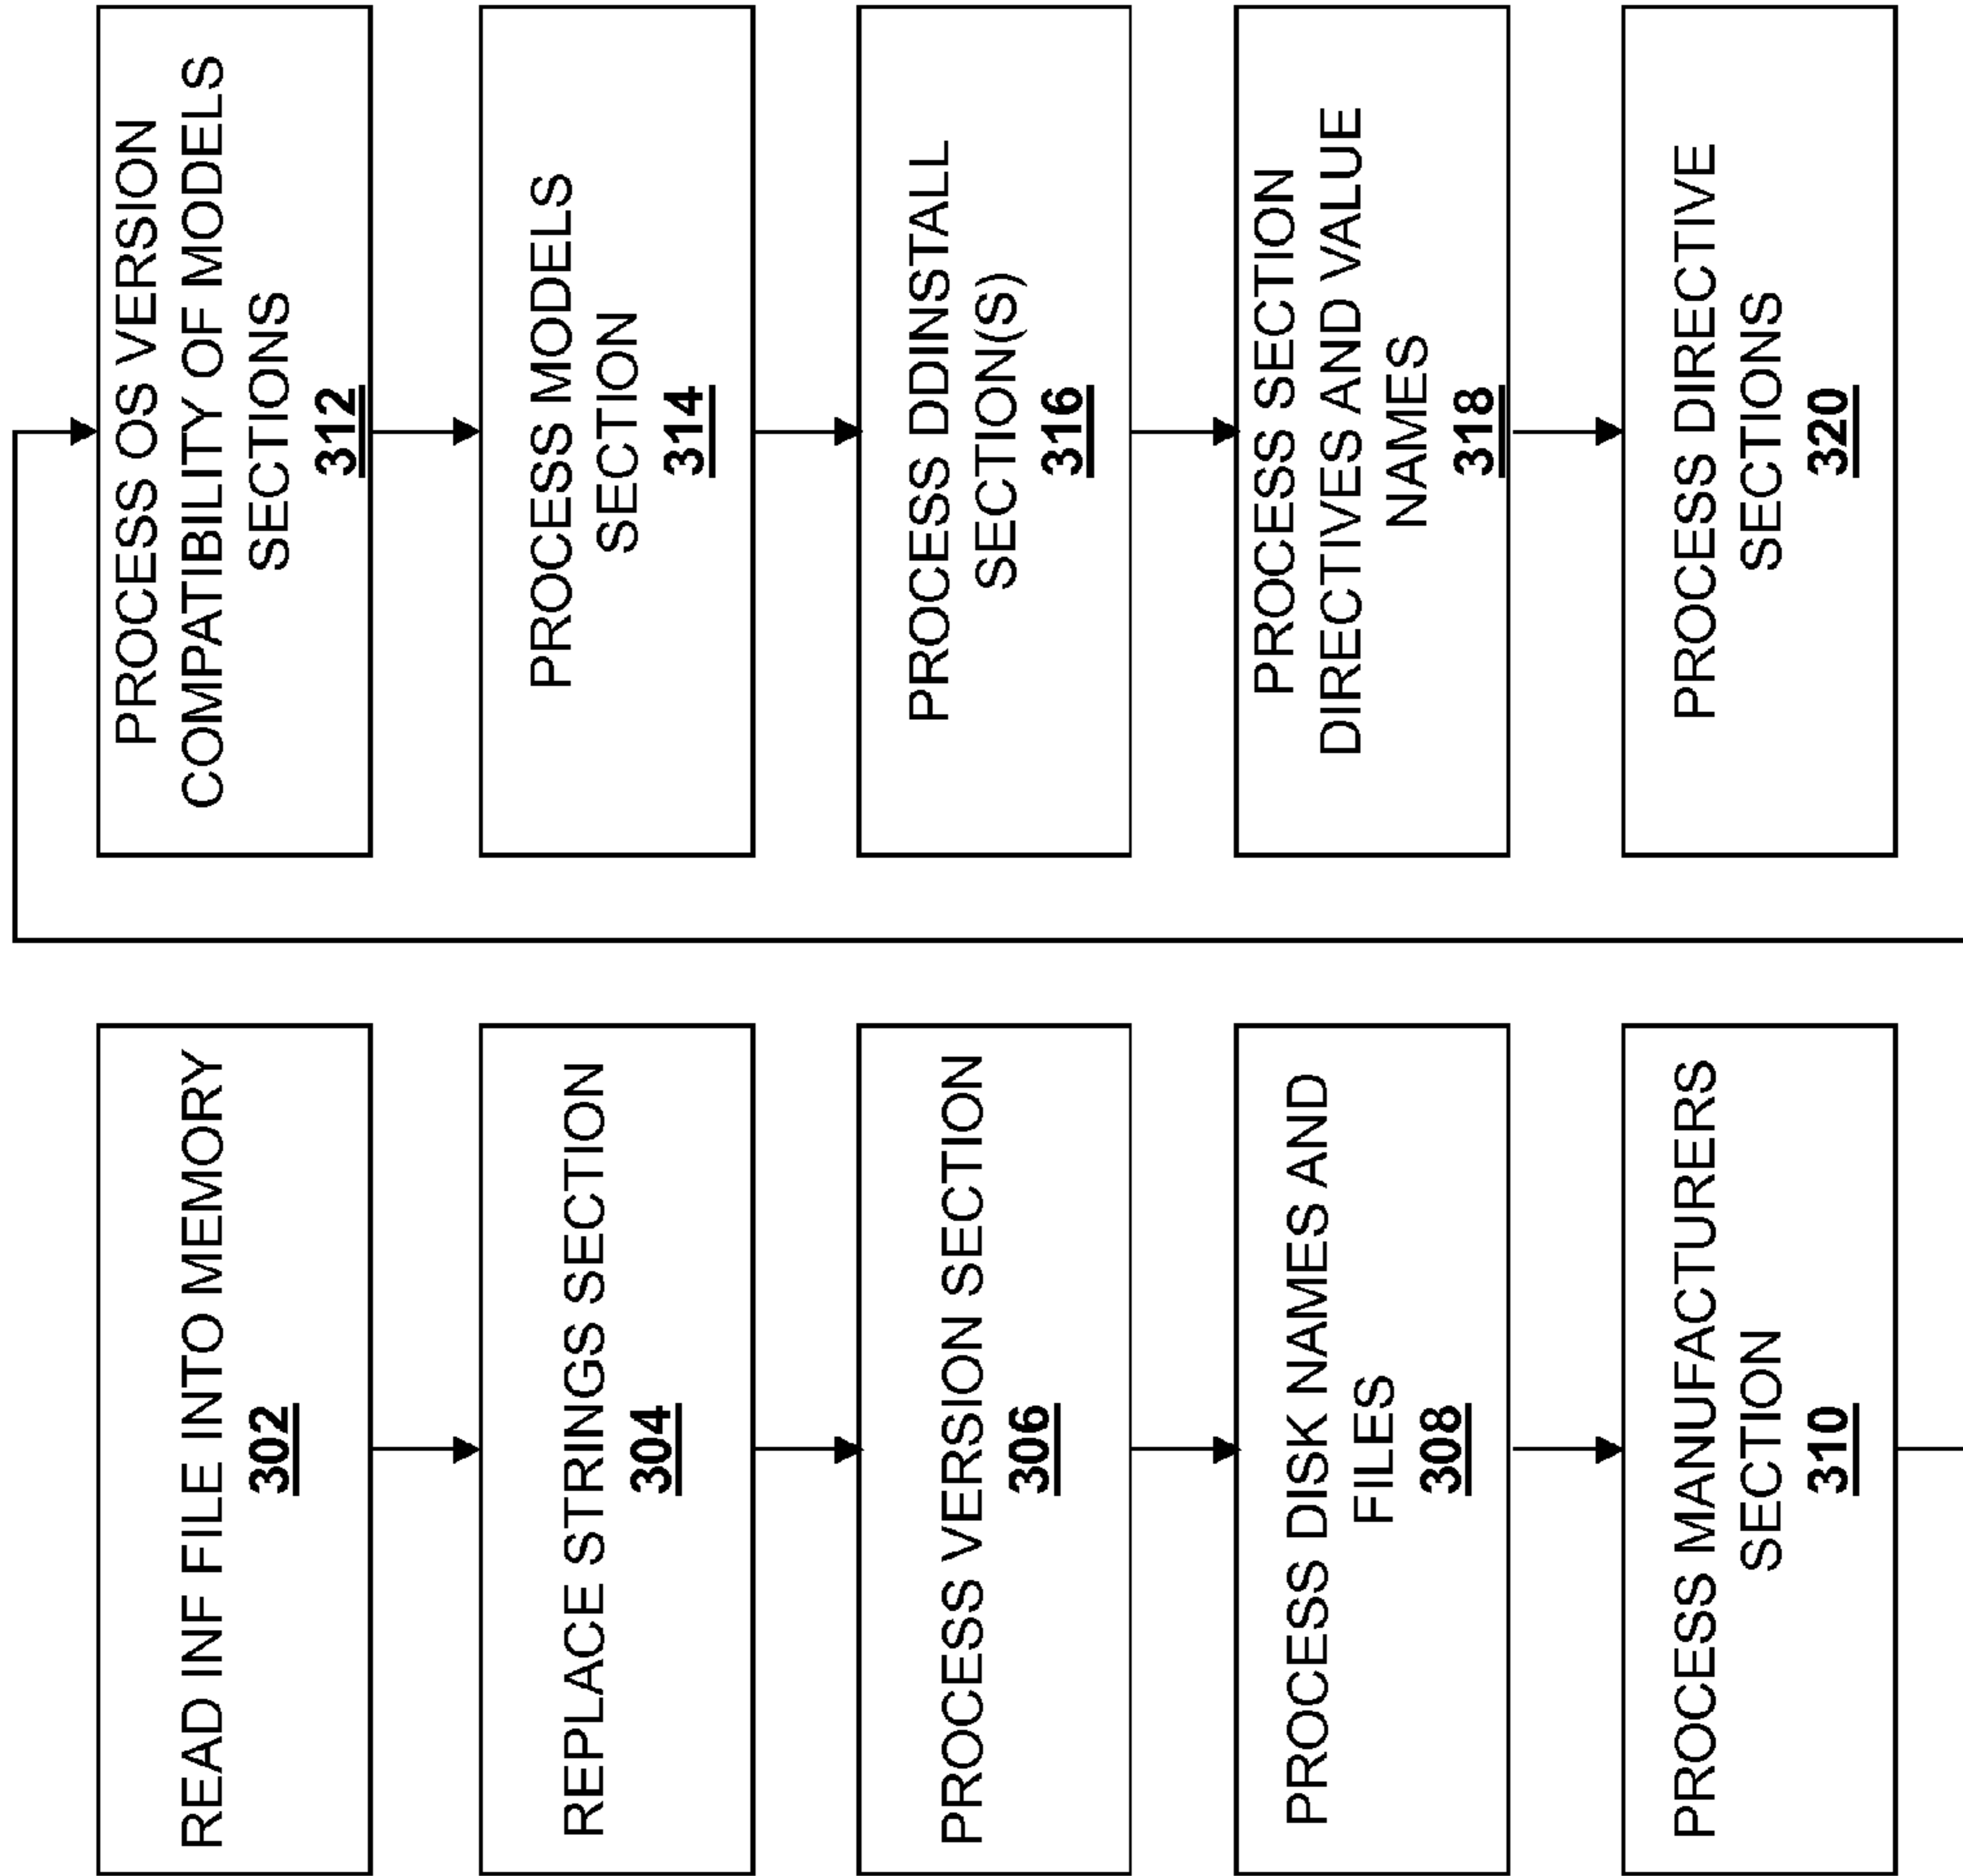 READ INF FILE INTO MEMORY
302
REPLACE STRINGS SECTION
304
PROCESS VERSION SECTION
306
PROCESS DISK NAMES AND
FILES
308
PROCESS MANUFACTURERS
SECTION
310
PROCESS OS VERSION
COMPATIBILITY OF MODELS
SECTIONS
312
PROCESS MODELS
SECTION
314
PROCESS DDINSTALL
SECTION(S)
316
PROCESS SECTION
DIRECTIVES AND VALUE
NAMES
318
PROCESS DIRECTIVE
SECTIONS
320